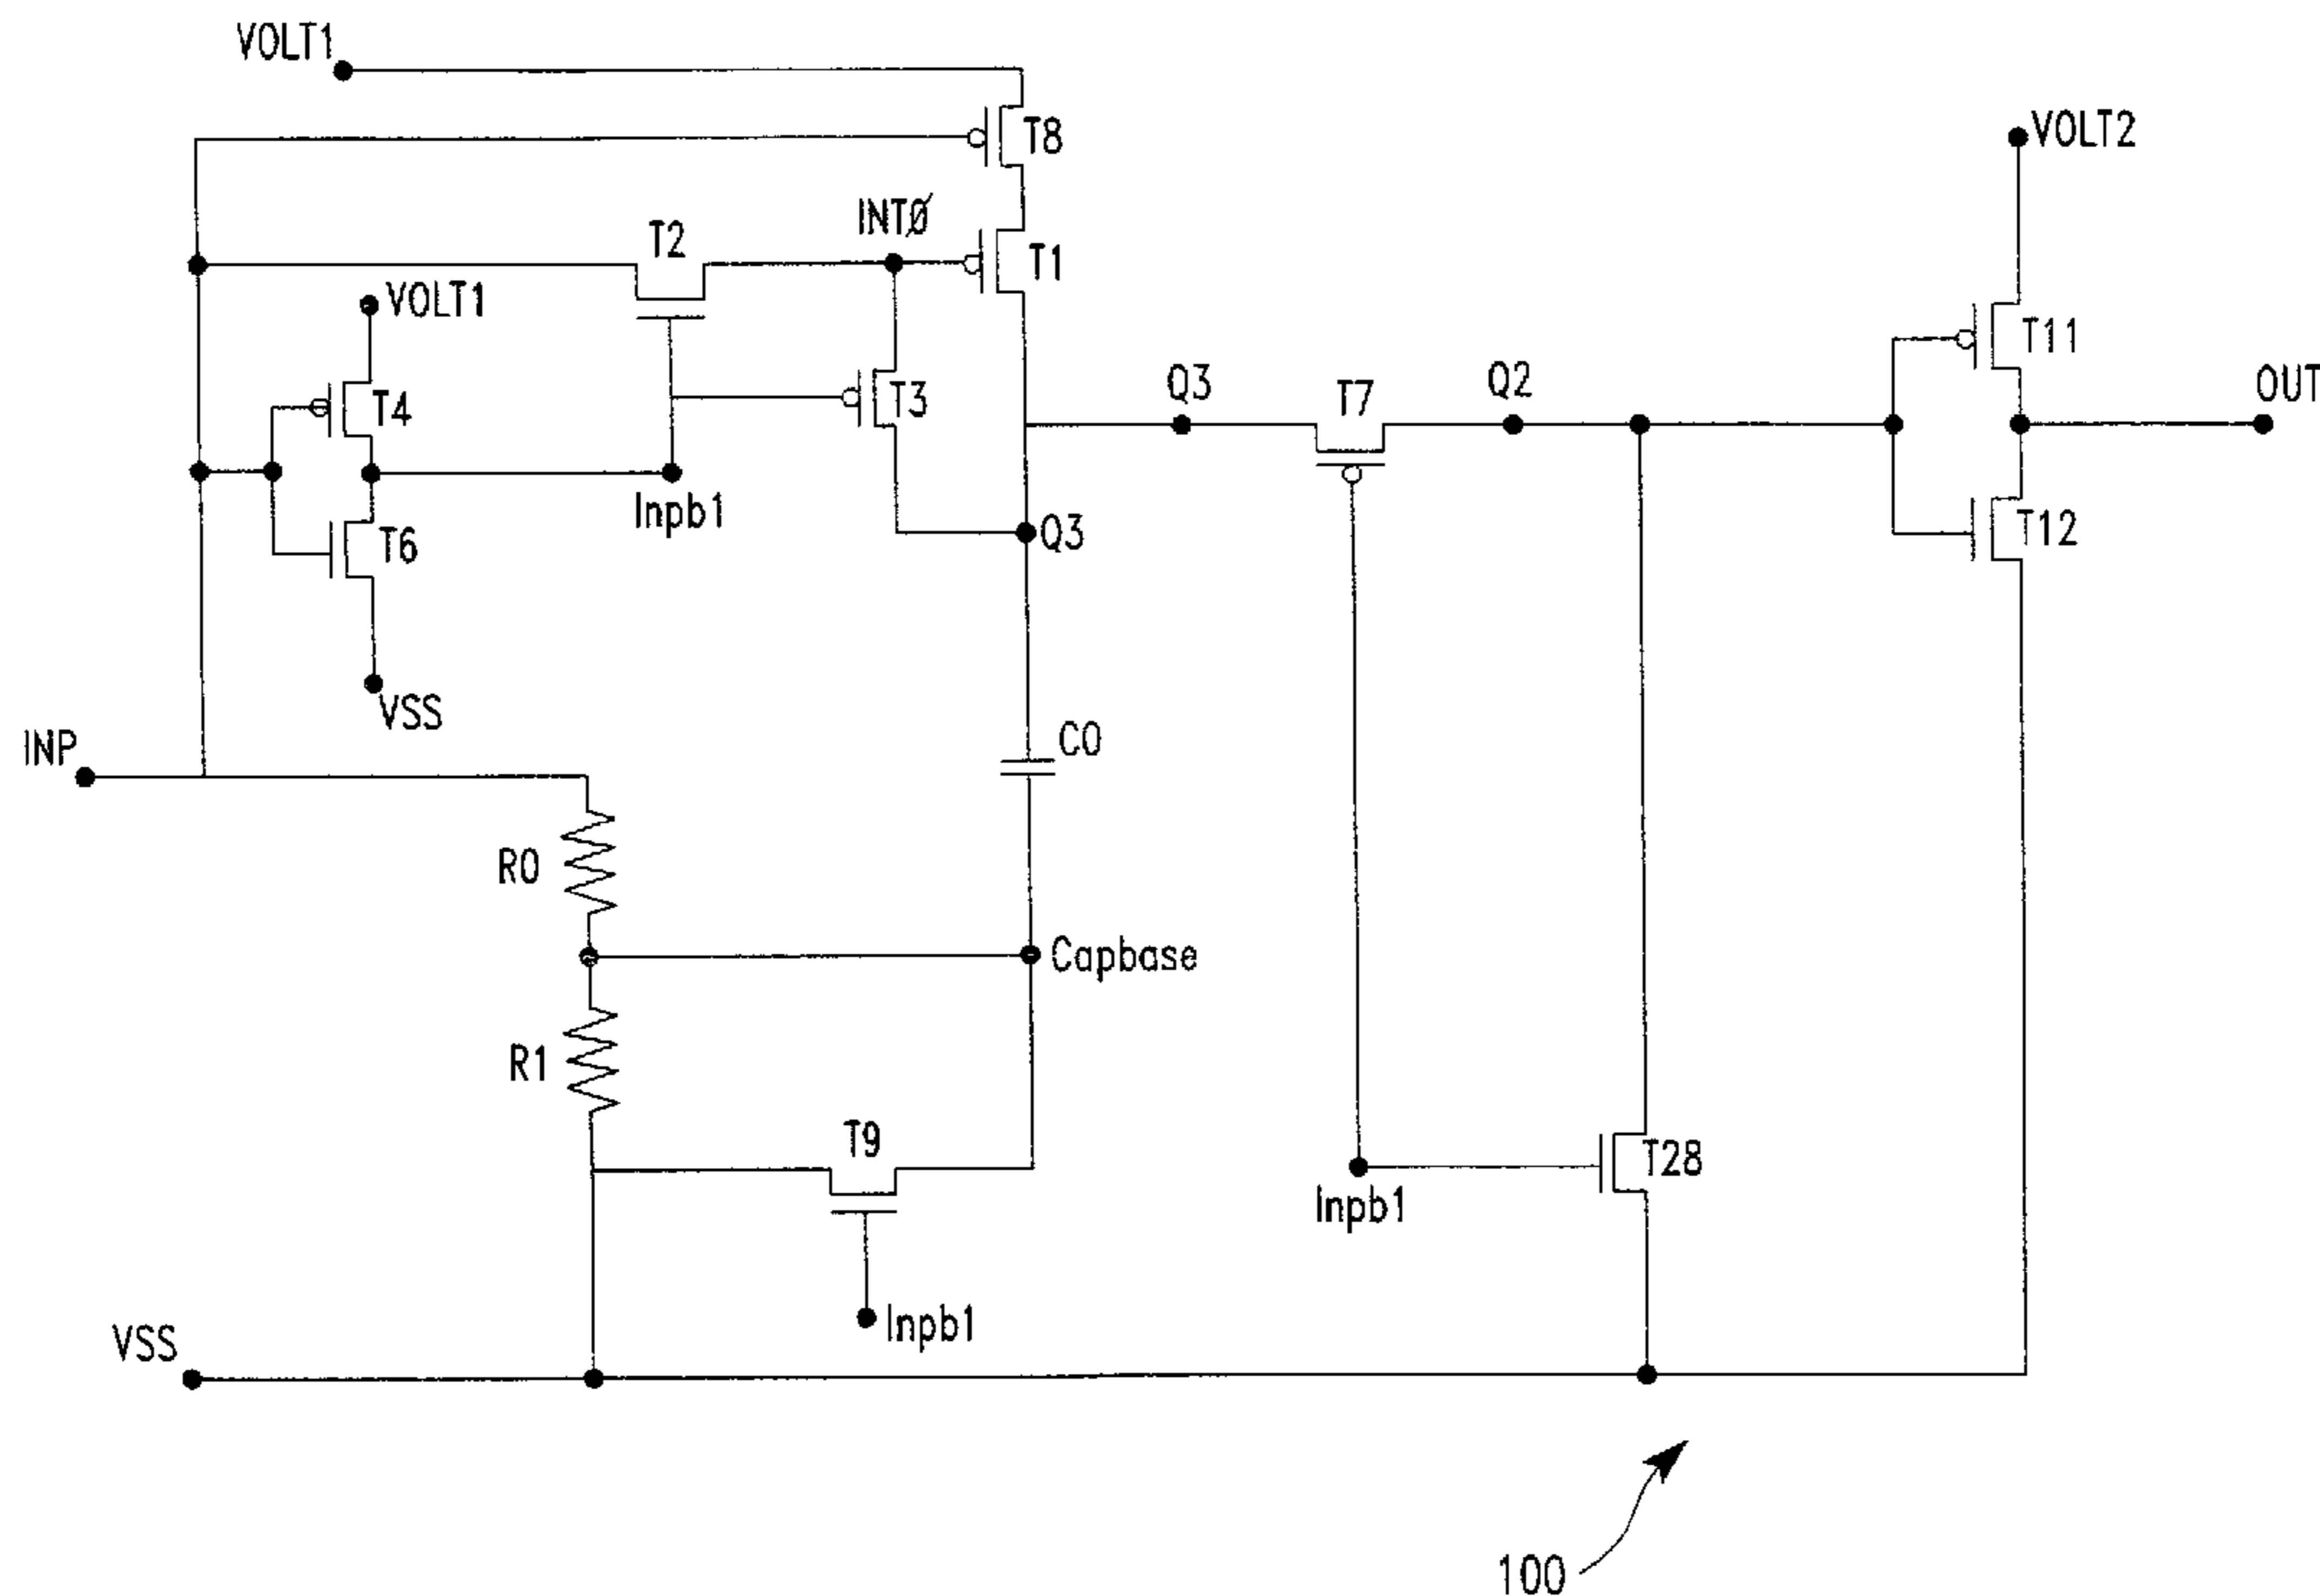 VOLT1
T8
VOLT2
INTØ
T2
T1
VOLT1
T11
Q3
T7
Q2
OUT
T4
T3
Inpb1
Q3
T12
T6
VSS
INP
C0
R0
Capbase
R1
T9
T28
Inpb1
Inpb1
VSS
100